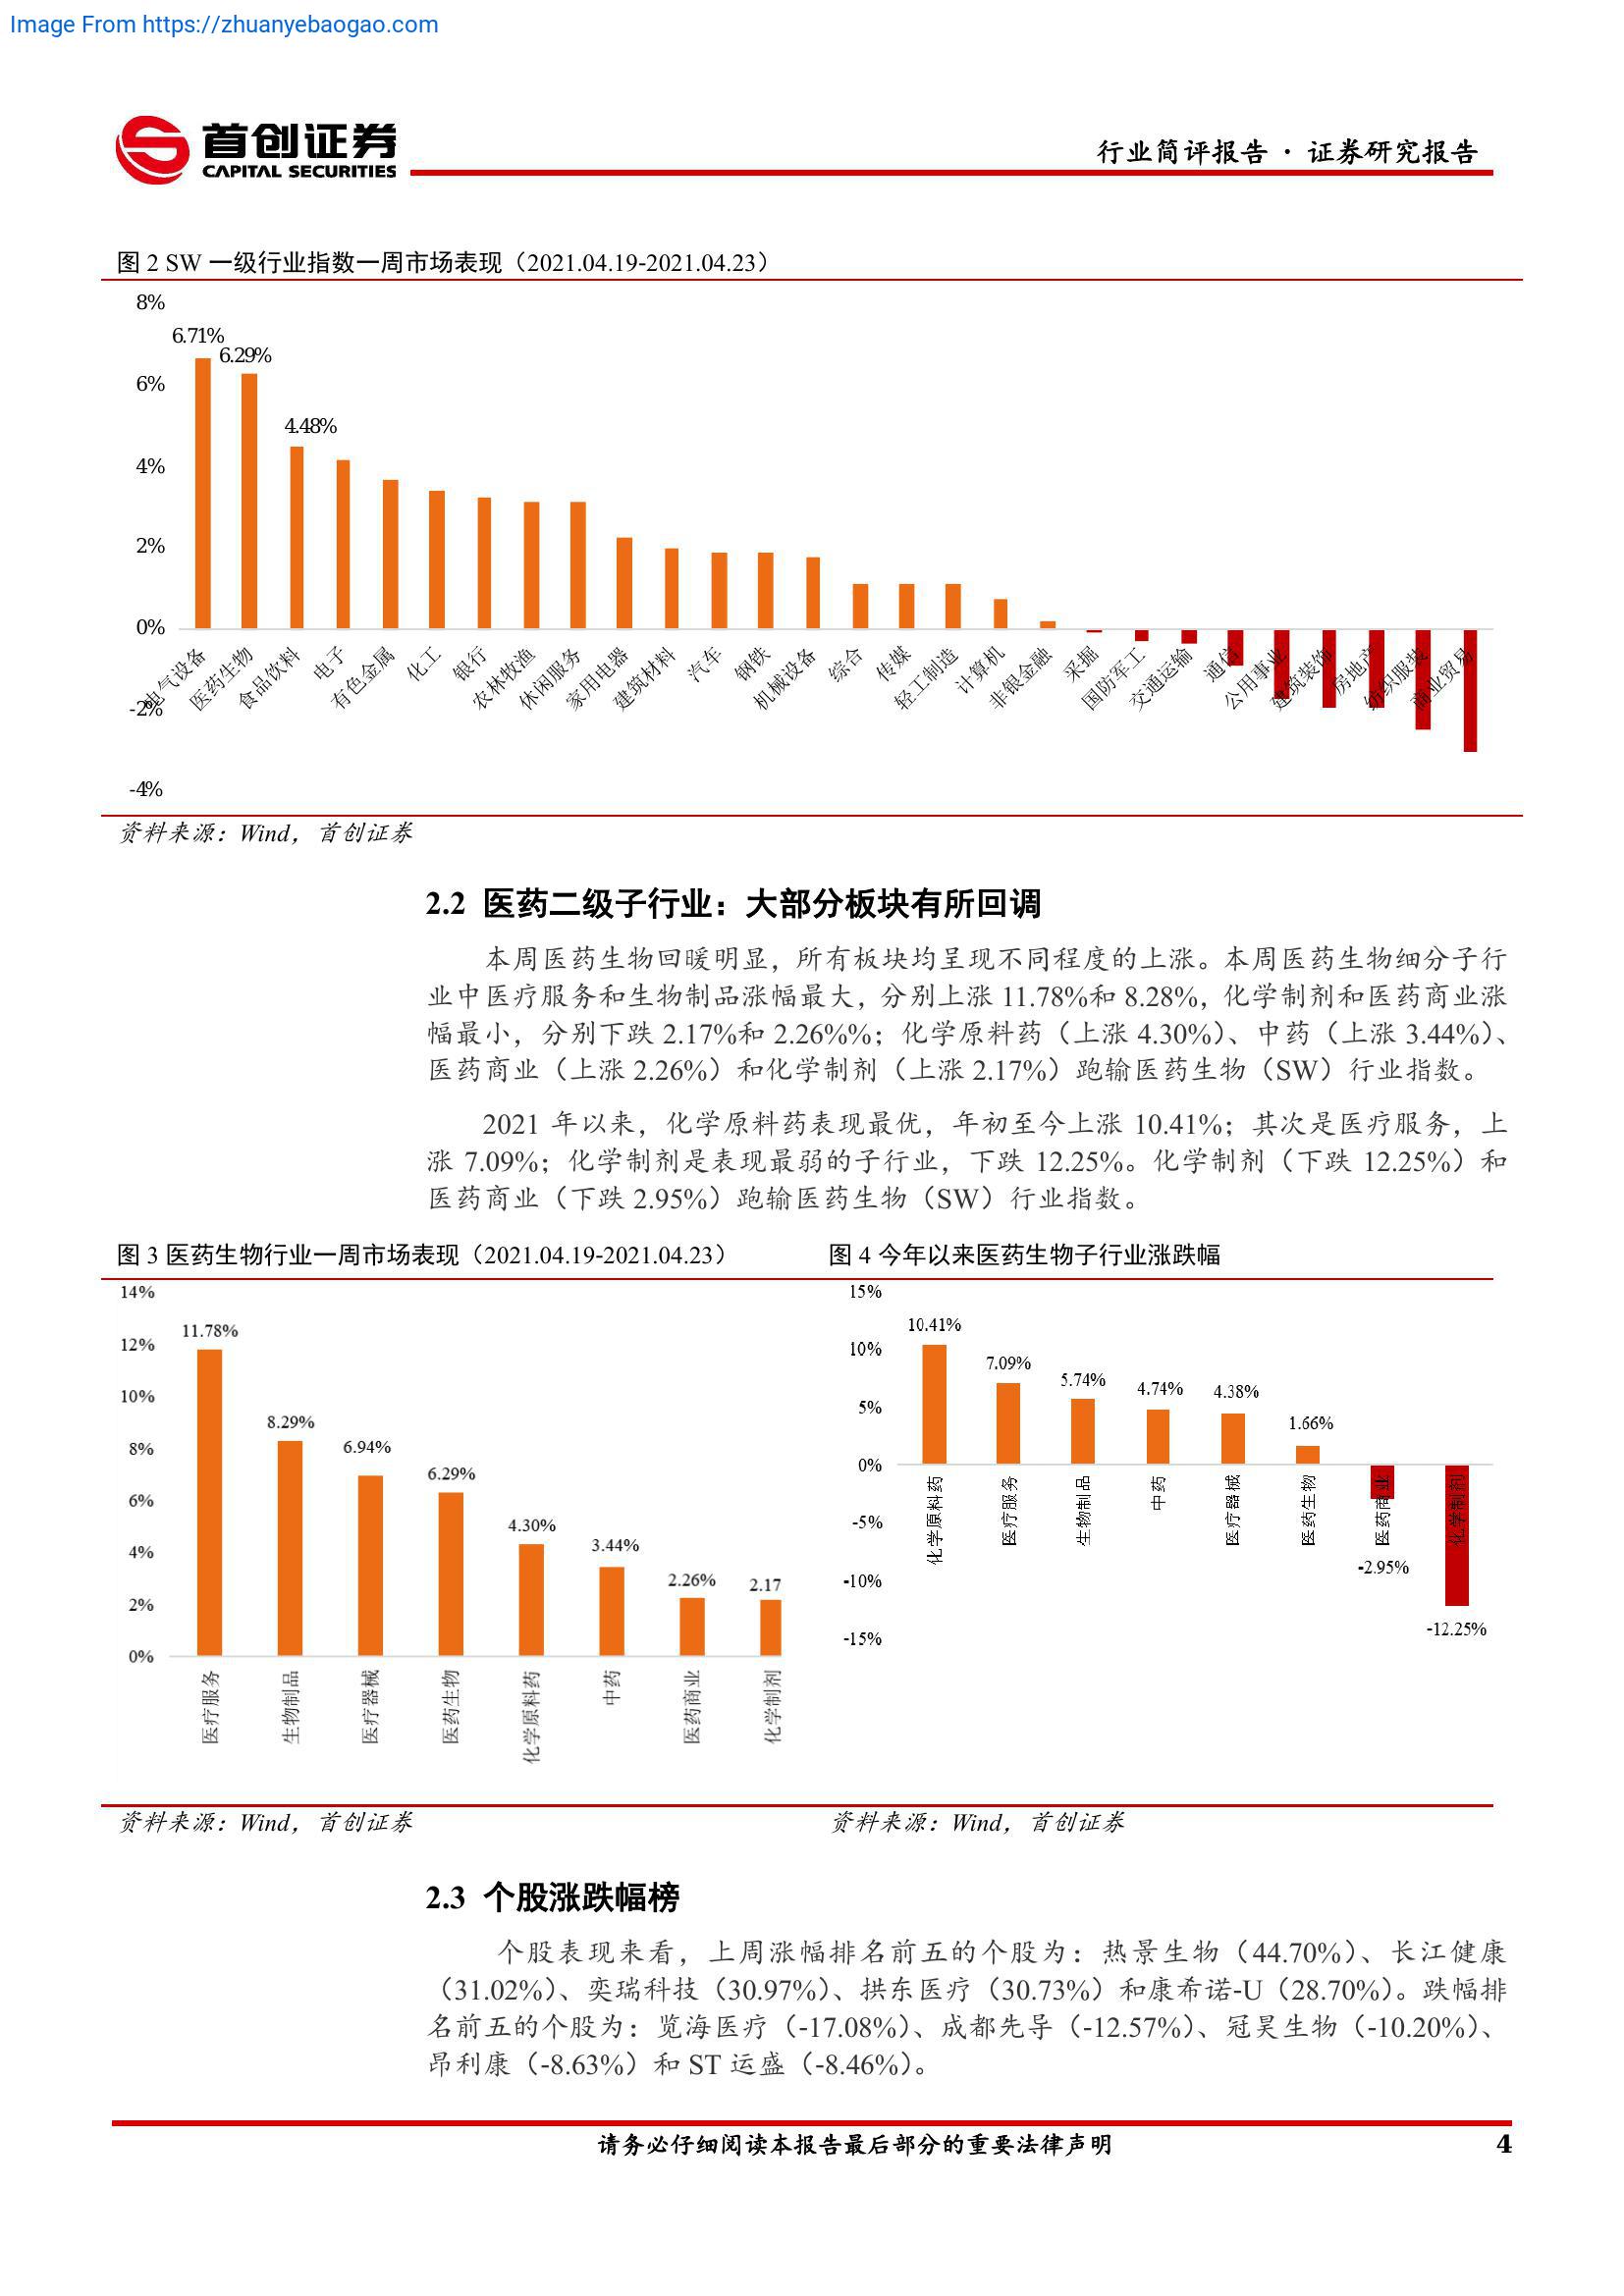 Image From https://zhuanyebaogao.com
首创证券
CAPITAL SECURITIES
行业简评报告 · 证券研究报告
图 2 SW 一级行业指数一周市场表现（2021.04.19-2021.04.23）
8%
6%
4%
2%
0%
-2%
-4%
6.71%
6.29%
4.48%
电气设备
医药生物
食品饮料
电子
有色金属
化工
银行
农林牧渔
休闲服务
家用电器
建筑材料
汽车
钢铁
机械设备
综合
传媒
轻工制造
计算机
非银金融
采掘
国防军工
交通运输
通信
公用事业
建筑装饰
房地产
纺织服装
商业贸易
资料来源：Wind，首创证券
2.2 医药二级子行业：大部分板块有所回调
本周医药生物回暖明显，所有板块均呈现不同程度的上涨。本周医药生物细分子行
业中医疗服务和生物制品涨幅最大，分别上涨 11.78%和 8.28%，化学制剂和医药商业涨
幅最小，分别下跌 2.17%和 2.26%%；化学原料药（上涨 4.30%）、中药（上涨 3.44%）、
医药商业（上涨 2.26%）和化学制剂（上涨 2.17%）跑输医药生物（SW）行业指数。
2021 年以来，化学原料药表现最优，年初至今上涨 10.41%；其次是医疗服务，上
涨 7.09%；化学制剂是表现最弱的子行业，下跌 12.25%。化学制剂（下跌 12.25%）和
医药商业（下跌 2.95%）跑输医药生物（SW）行业指数。
图 3 医药生物行业一周市场表现（2021.04.19-2021.04.23）
14%
12%
10%
8%
6%
4%
2%
0%
11.78%
8.29%
6.94%
6.29%
4.30%
3.44%
2.26%
2.17
医疗服务
生物制品
医疗器械
医药生物
化学原料药
中药
医药商业
化学制剂
资料来源：Wind，首创证券
图 4 今年以来医药生物子行业涨跌幅
15%
10%
5%
0%
-5%
-10%
-15%
10.41%
7.09%
5.74%
4.74%
4.38%
1.66%
-2.95%
-12.25%
化学原料药
医疗服务
生物制品
中药
医疗器械
医药生物
医药商业
化学制剂
资料来源：Wind，首创证券
2.3 个股涨跌幅榜
个股表现来看，上周涨幅排名前五的个股为：热景生物（44.70%）、长江健康
（31.02%）、奕瑞科技（30.97%）、拱东医疗（30.73%）和康希诺-U（28.70%）。跌幅排
名前五的个股为：览海医疗（-17.08%）、成都先导（-12.57%）、冠昊生物（-10.20%）、
昂利康（-8.63%）和 ST 运盛（-8.46%）。
请务必仔细阅读本报告最后部分的重要法律声明
4